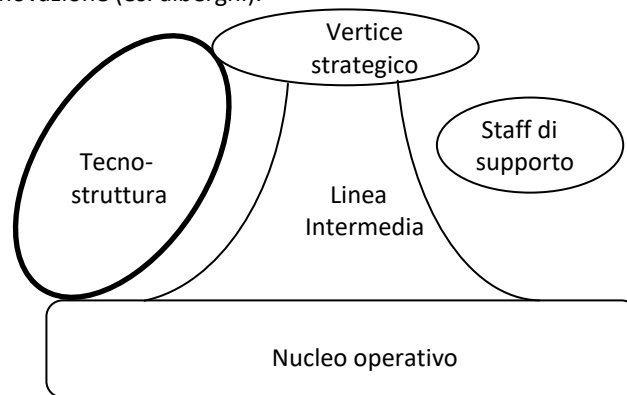 Vertice
strategico
Staff di
supporto
Tecno-
struttura
Linea
Intermedia
Nucleo operativo